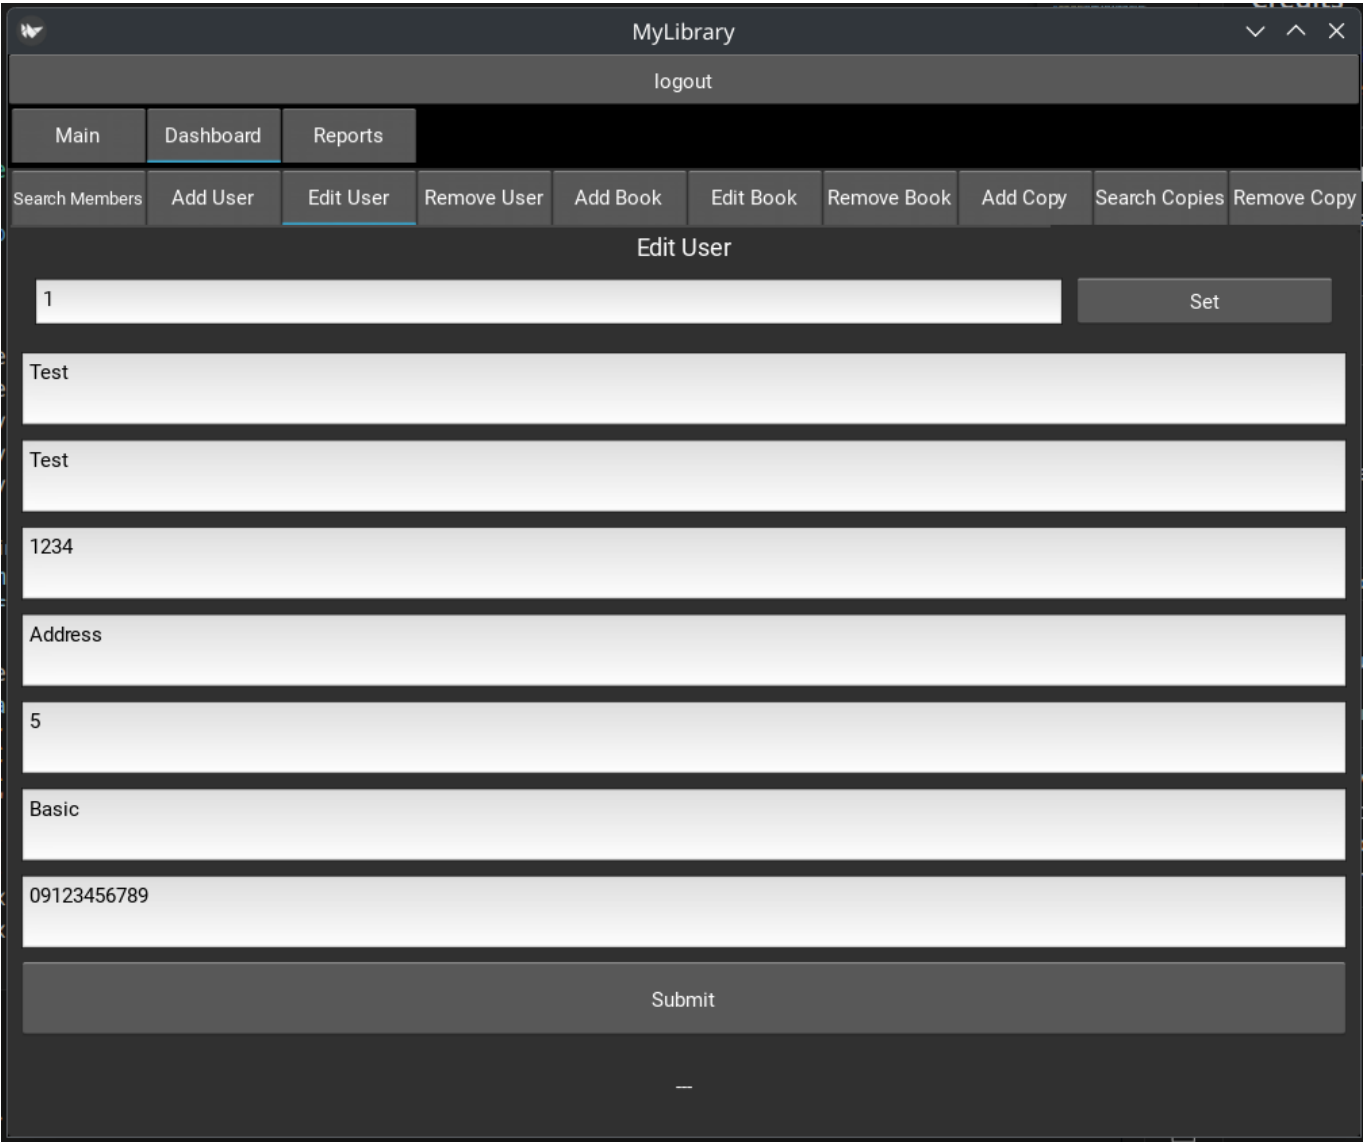 MyLibrary
logout
Main Dashboard Reports
Search Members Add User Edit User Remove User Add Book Edit Book Remove Book Add Copy Search Copies Remove Copy
Edit User
1 Set
Test
Test
1234
Address
5
Basic
09123456789
Submit
---